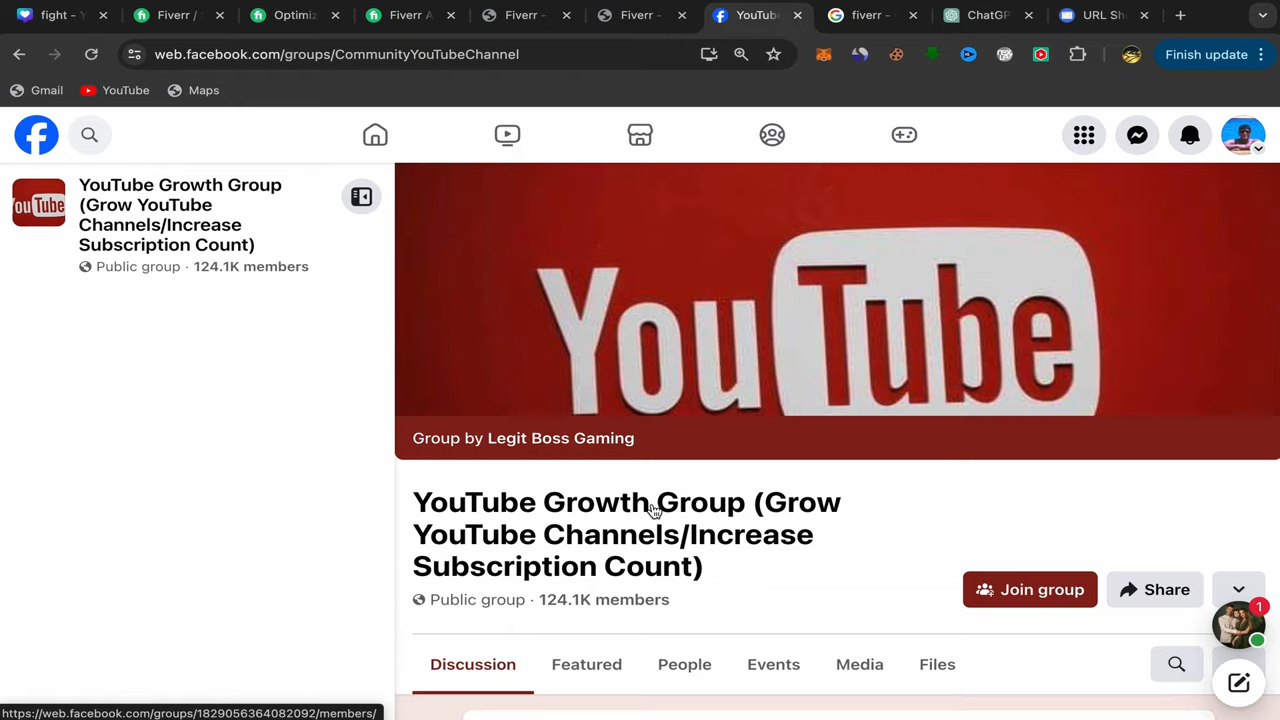 fight - Y
Fiverr /
Optimiz
Fiverr A
Fiverr -
Fiverr -
YouTub
fiverr -
ChatGP
URL Sh
web.facebook.com/groups/CommunityYouTubeChannel
Finish update
Gmail
YouTube
Maps
YouTube Growth Group
(Grow YouTube
Channels/Increase
Subscription Count)
Public group · 124.1K members
ouTube
YouTube
Group by Legit Boss Gaming
YouTube Growth Group (Grow
YouTube Channels/Increase
Subscription Count)
Public group · 124.1K members
Join group
Share
1
Discussion
Featured
People
Events
Media
Files
https://web.facebook.com/groups/1829056364082092/members/